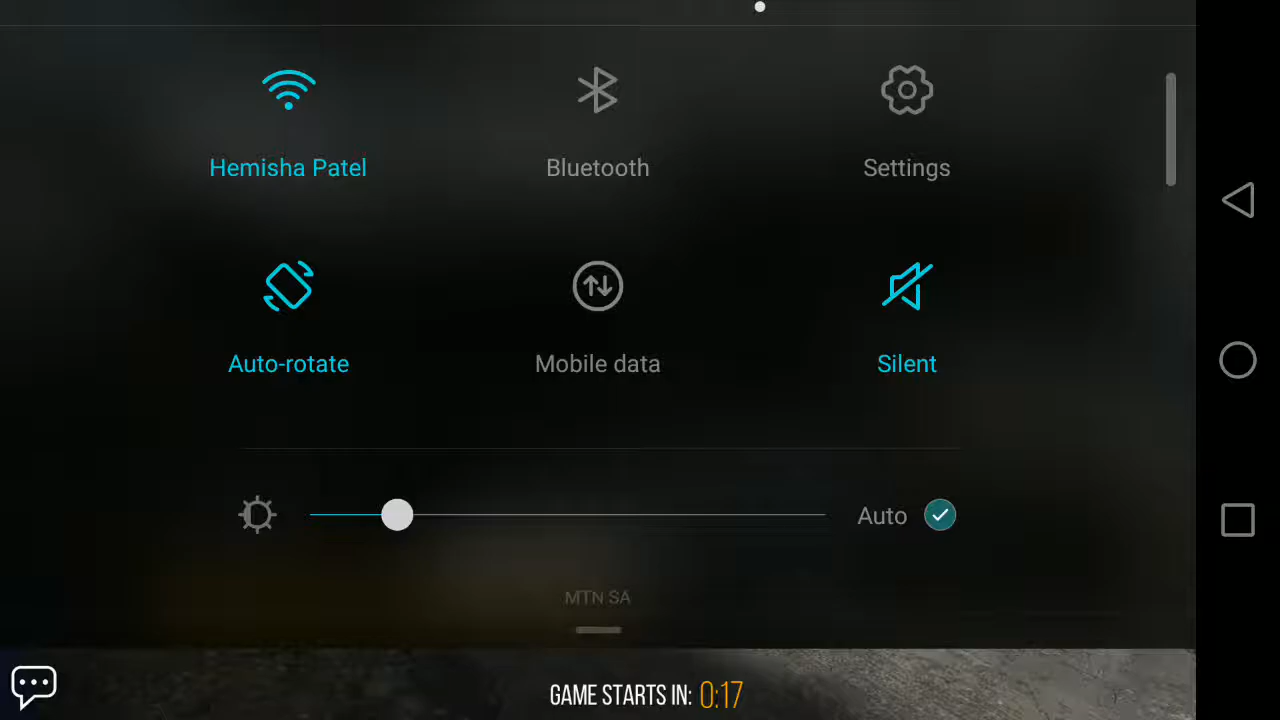 Hemisha Patel
Bluetooth
Settings
Auto-rotate
Mobile data
Silent
Auto
MTN SA
GAME STARTS IN: 0:17